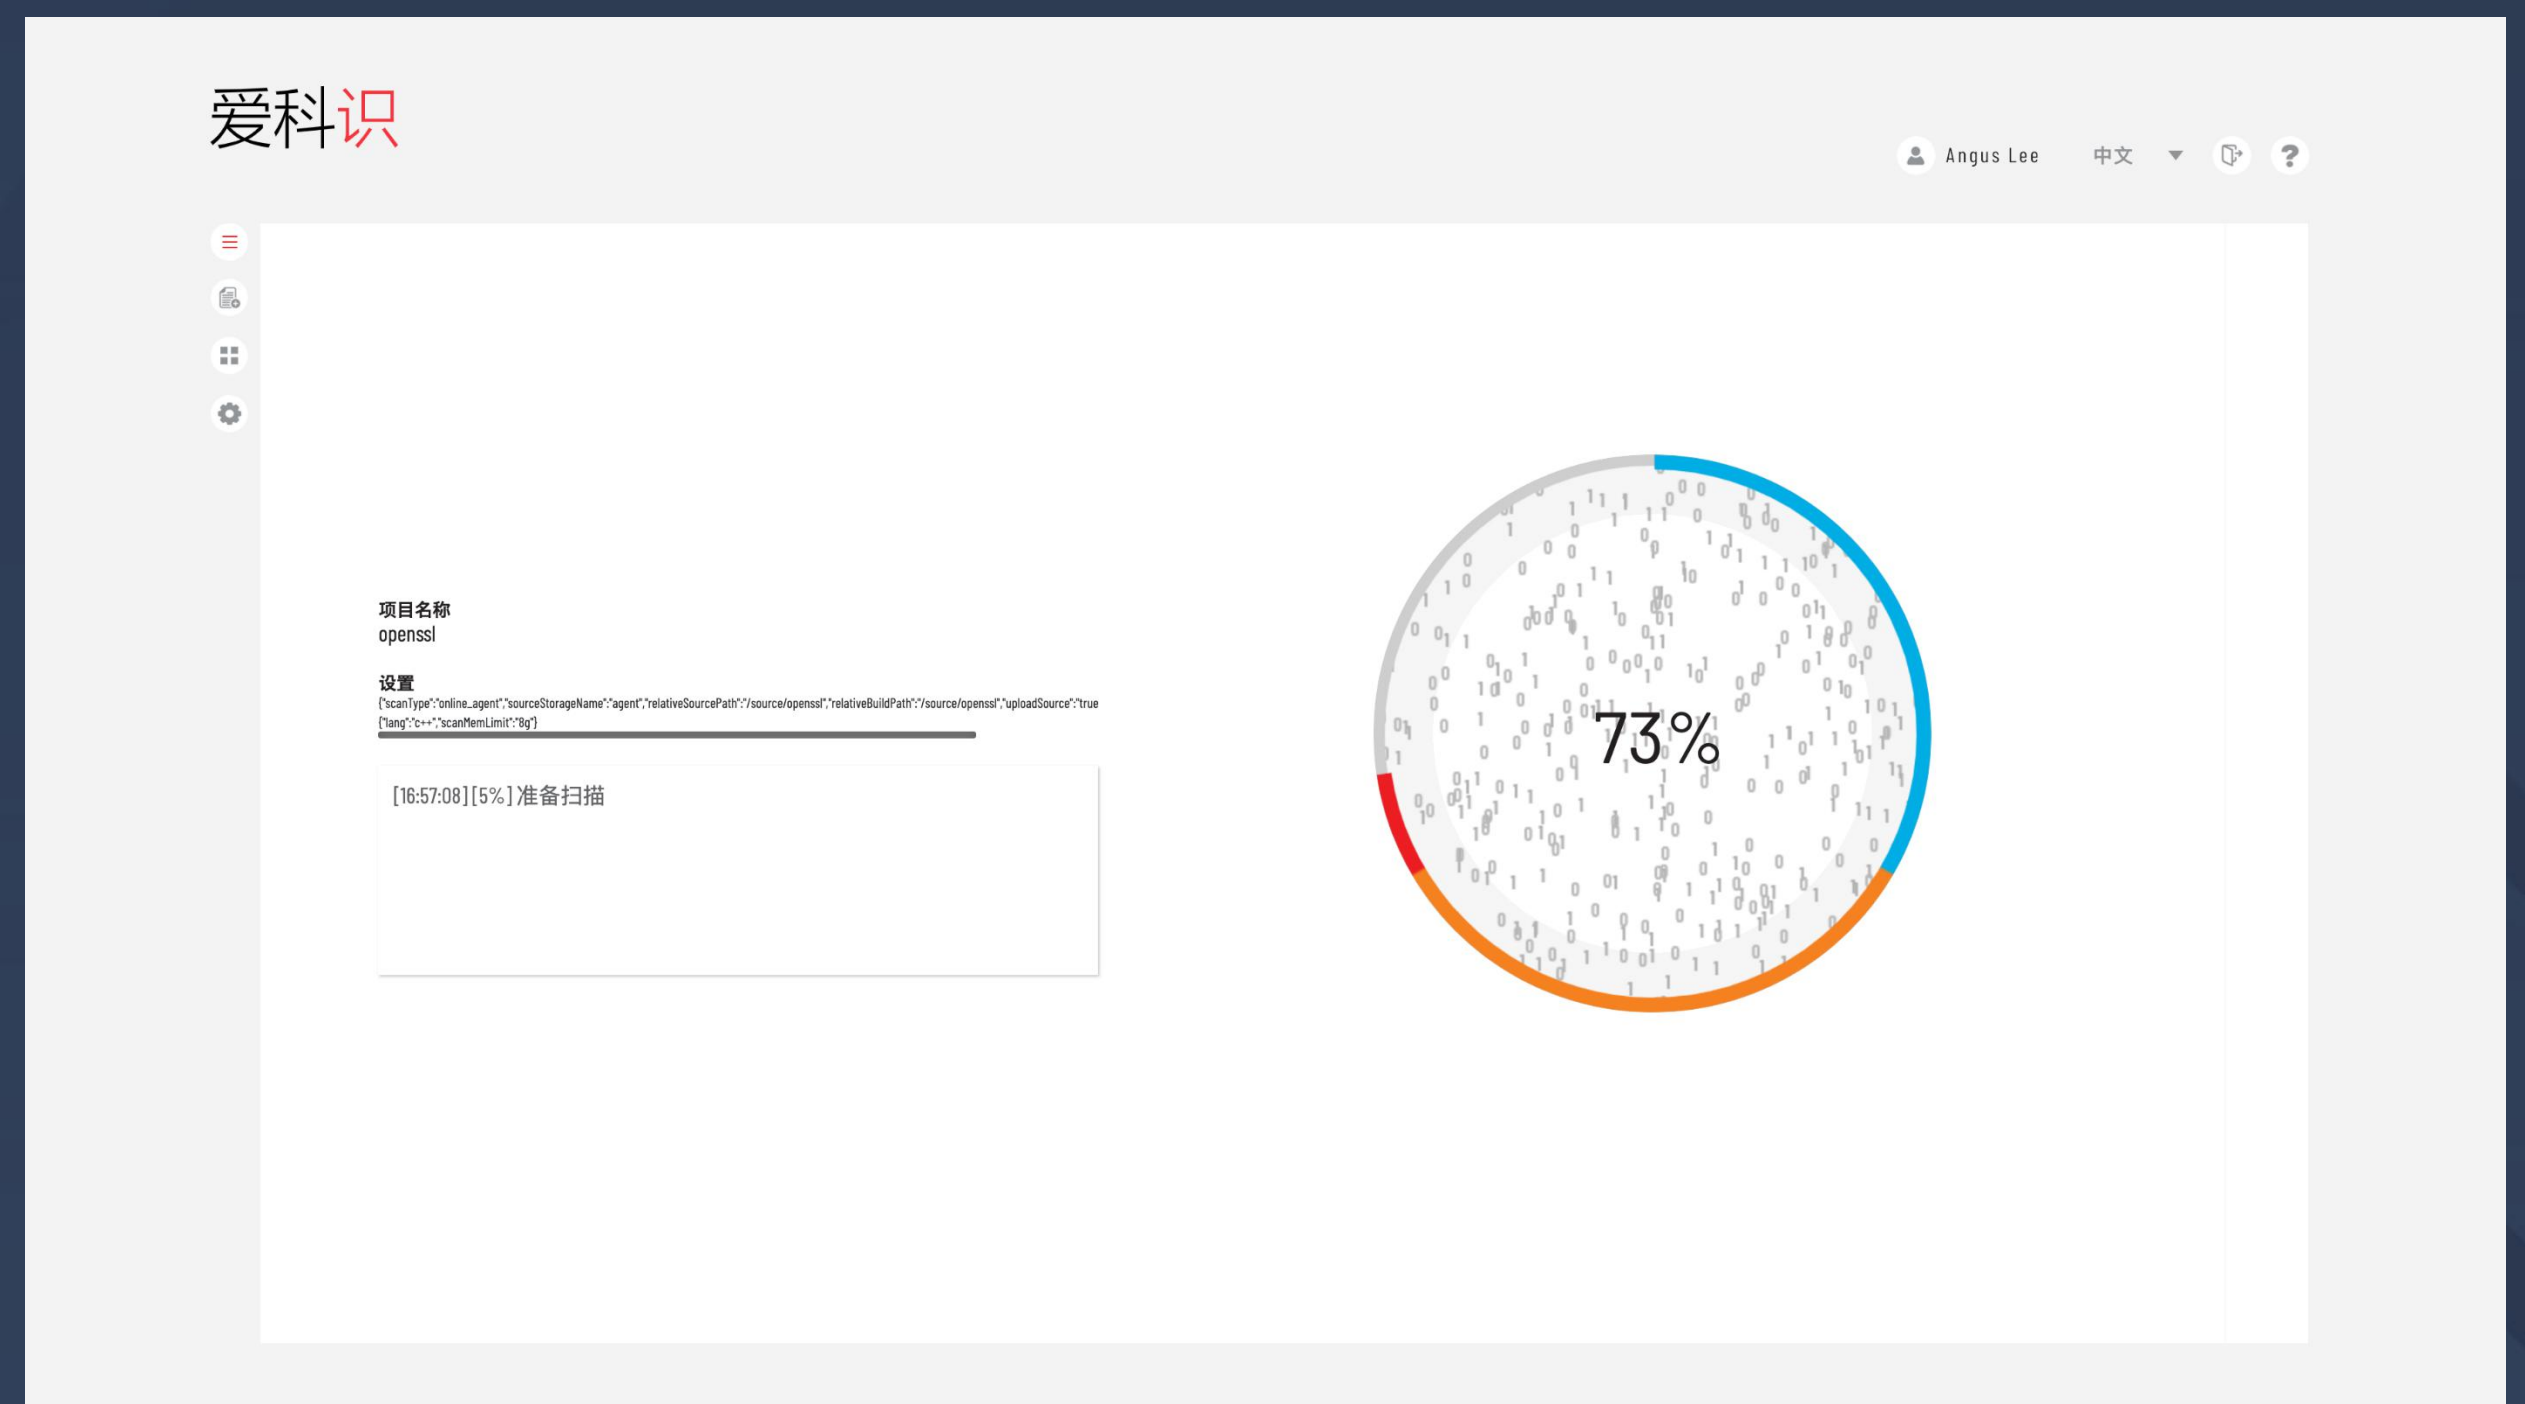 爱科识
Angus Lee
中文
?
项目名称
openssl
设置
{"scanType":"online_agent","sourceStorageName":"agent","relativeSourcePath":"/source/openssl","relativeBuildPath":"/source/openssl","uploadSource":"true
{"lang":"c++","scanMemLimit":"8g"}
[16:57:08][5%]准备扫描
73%